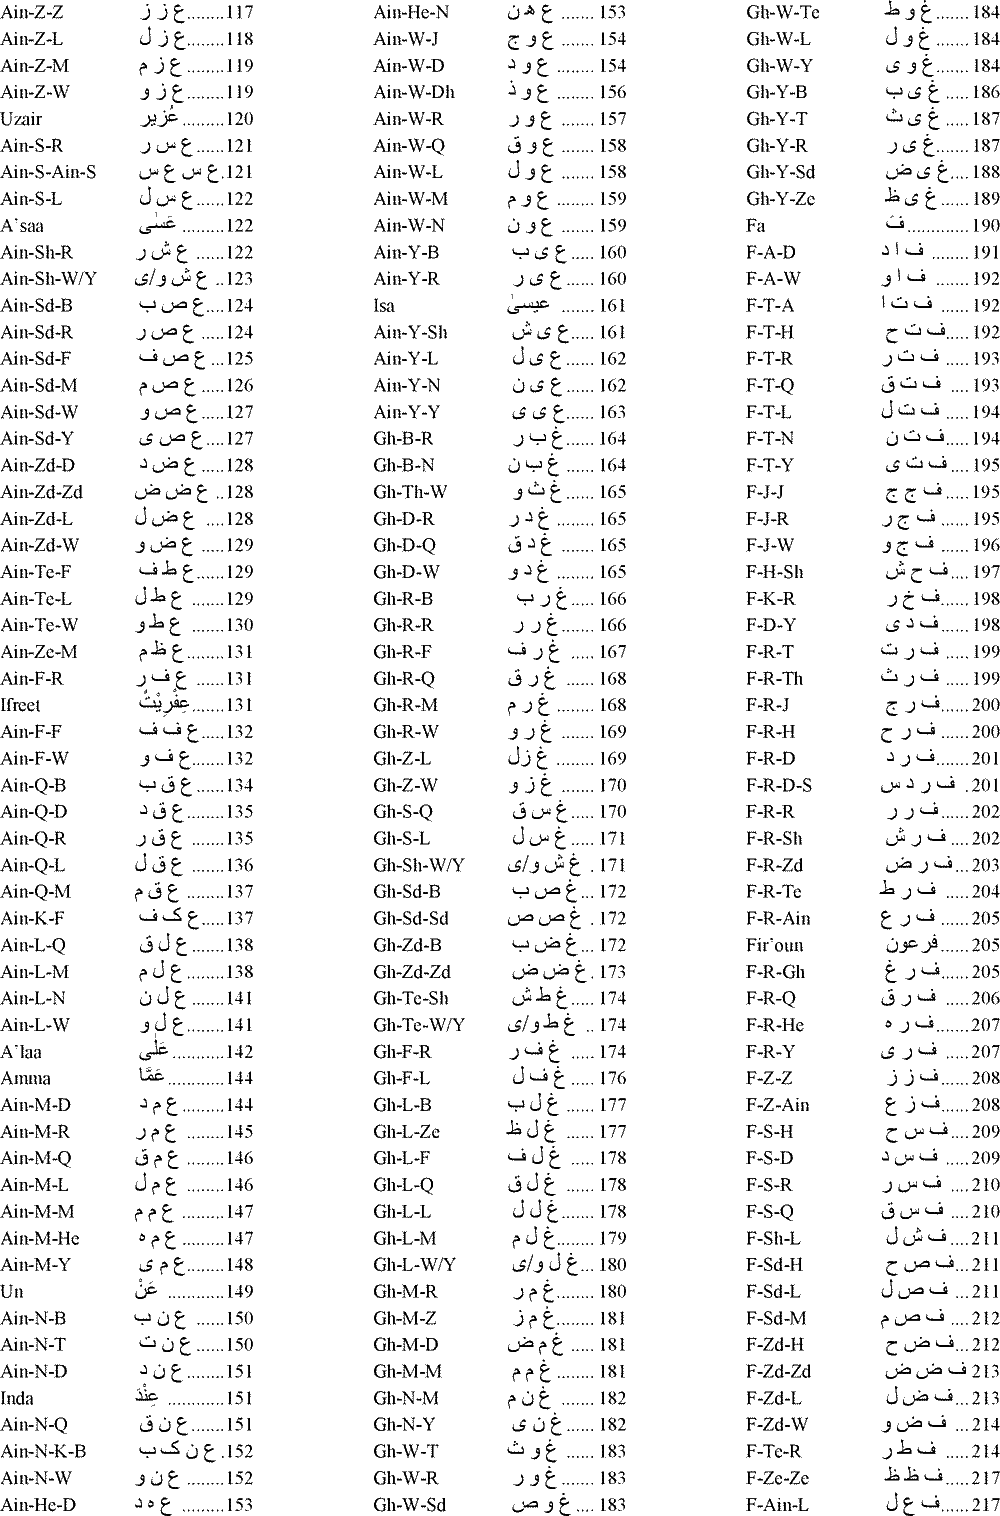 Ain-Z-Z ع ز ز ........117
Ain-Z-L ع ز ل........118
Ain-Z-M ع ز م ........119
Ain-Z-W ع ز و ........119
Uzair عُزیر .........120
Ain-S-R ع س ر ......121
Ain-S-Ain-S ع س ع س .121
Ain-S-L ع س ل ......122
A`saa عَسٰی .........122
Ain-Sh-R ع ش ر ......122
Ain-Sh-W/Y ع ش و/ی ..123
Ain-Sd-B ع ص ب ....124
Ain-Sd-R ع ص ر .....124
Ain-Sd-F ع ص ف ...125
Ain-Sd-M ع ص م .....126
Ain-Sd-W ع ص و .....127
Ain-Sd-Y ع ص ی ....127
Ain-Zd-D ع ض د .....128
Ain-Zd-Zd ع ض ض ..128
Ain-Zd-L ع ض ل ....128
Ain-Zd-W ع ض و .....129
Ain-Te-F ع ط ف .....129
Ain-Te-L ع ط ل.......129
Ain-Te-W ع ط و ......130
Ain-Ze-M ع ظ م .......131
Ain-F-R ع ف ر ......131
Ifreet عِفْرِیْتٌ.......131
Ain-F-F ع ف ف.....132
Ain-F-W ع ف و.......132
Ain-Q-B ع ق ب ......134
Ain-Q-D ع ق د ........135
Ain-Q-R ع ق ر .......135
Ain-Q-L ع ق ل .......136
Ain-Q-M ع ق م .......137
Ain-K-F ع ک ف .....137
Ain-L-Q ع ل ق .......138
Ain-L-M ع ل م ........138
Ain-L-N ع ل ن .......141
Ain-L-W ع ل و........141
A`laa عَلٰی...........142
Amma عَمَّا ............144
Ain-M-D ع م د .........144
Ain-M-R ع م ر ........145
Ain-M-Q ع م ق .......146
Ain-M-L ع م ل ........146
Ain-M-M ع م م .........147
Ain-M-He ع م ہ ........147
Ain-M-Y ع م ی ........148
Un عَنْ .............149
Ain-N-B ع ن ب ......150
Ain-N-T ع ن ت ......150
Ain-N-D ع ن د ........151
Inda عِنْدَ ............151
Ain-N-Q ع ن ق .......151
Ain-N-K-B ع ن ک ب .152
Ain-N-W ع ن و ........152
Ain-He-D ع ہ د ........153
Ain-He-N ع ھ ن ....... 153
Ain-W-J ع و ج ....... 154
Ain-W-D ع و د ....... 154
Ain-W-Dh ع و ذ ....... 156
Ain-W-R ع و ر ....... 157
Ain-W-Q ع و ق ...... 158
Ain-W-L ع و ل ....... 158
Ain-W-M ع و م ....... 159
Ain-W-N ع و ن ....... 159
Ain-Y-B ع ی ب ..... 160
Ain-Y-R ع ی ر ...... 160
Isa عیسیٰ ....... 161
Ain-Y-Sh ع ی ش .... 161
Ain-Y-L ع ی ل ...... 162
Ain-Y-N ع ی ن ...... 162
Ain-Y-Y ع ی ی ..... 163
Gh-B-R غ ب ر ...... 164
Gh-B-N غ ب ن ..... 164
Gh-Th-W غ ث و ...... 165
Gh-D-R غ د ر ....... 165
Gh-D-Q غ د ق ...... 165
Gh-D-W غ د و ....... 165
Gh-R-B غ ر ب ..... 166
Gh-R-R غ ر ر ....... 166
Gh-R-F غ ر ف ..... 167
Gh-R-Q غ ر ق ...... 168
Gh-R-M غ ر م ....... 168
Gh-R-W غ ر و ....... 169
Gh-Z-L غ زل ....... 169
Gh-Z-W غ ز و ....... 170
Gh-S-Q غ س ق ..... 170
Gh-S-L غ س ل ..... 171
Gh-Sh-W/Y غ ش و/ی . 171
Gh-Sd-B غ ص ب ... 172
Gh-Sd-Sd غ ص ص . 172
Gh-Zd-B غ ض ب ... 172
Gh-Zd-Zd غ ض ض . 173
Gh-Te-Sh غ ط ش ..... 174
Gh-Te-W/Y غ ط و/ی .. 174
Gh-F-R غ ف ر ..... 174
Gh-F-L غ ف ل ..... 176
Gh-L-B غ ل ب ..... 177
Gh-L-Ze غ ل ظ ...... 177
Gh-L-F غ ل ف ..... 178
Gh-L-Q غ ل ق ...... 178
Gh-L-L غ ل ل....... 178
Gh-L-M غ ل م ....... 179
Gh-L-W/Y غ ل و/ی... 180
Gh-M-R غ م ر........ 180
Gh-M-Z غ م ز ....... 181
Gh-M-D غ م ض .... 181
Gh-M-M غ م م ....... 181
Gh-N-M غ ن م ...... 182
Gh-N-Y غ ن ی ...... 182
Gh-W-T غ و ث ..... 183
Gh-W-R غ و ر ....... 183
Gh-W-Sd غ و ص .... 183
Gh-W-Te غ و ط .......184
Gh-W-L غ و ل ........184
Gh-W-Y غ و ی........184
Gh-Y-B غ ی ب .....186
Gh-Y-T غ ی ث .....187
Gh-Y-R غ ی ر.......187
Gh-Y-Sd غ ی ض ...188
Gh-Y-Ze غ ی ظ .....189
Fa فَ.............190
F-A-D ف ا د ........191
F-A-W ف ا و ........192
F-T-A ف ت ا ......192
F-T-H ف ت ح.....192
F-T-R ف ت ر.....193
F-T-Q ف ت ق ....193
F-T-L ف ت ل .....194
F-T-N ف ت ن.....194
F-T-Y ف ت ی ....195
F-J-J ف ج ج .....195
F-J-R ف ج ر ......195
F-J-W ف ج و ......196
F-H-Sh ف ح ش ....197
F-K-R ف خ ر......198
F-D-Y ف د ی ......198
F-R-T ف ر ت .....199
F-R-Th ف ر ث .....199
F-R-J ف ر ج ......200
F-R-H ف ر ح ......200
F-R-D ف ر د .......201
F-R-D-S ف ر د س .201
F-R-R ف ر ر .......202
F-R-Sh ف ر ش ....202
F-R-Zd ف ر ض...203
F-R-Te ف ر ط ......204
F-R-Ain ف ر ع ......205
Fir`oun فرعون ......205
F-R-Gh ف ر غ ......205
F-R-Q ف ر ق ......206
F-R-He ف ر ہ........207
F-R-Y ف ر ی ......207
F-Z-Z ف ز ز .......208
F-Z-Ain ف ز ع.......208
F-S-H ف س ح ....209
F-S-D ف س د .....209
F-S-R ف س ر .....210
F-S-Q ف س ق ....210
F-Sh-L ف ش ل....211
F-Sd-H ف ص ح ...211
F-Sd-L ف ص ل ...211
F-Sd-M ف ص م ....212
F-Zd-H ف ض ح ...212
F-Zd-Zd ف ض ض 213
F-Zd-L ف ض ل....213
F-Zd-W ف ض و ....214
F-Te-R ف ط ر .....214
F-Ze-Ze ف ظ ظ ....217
F-Ain-L ف ع ل......217